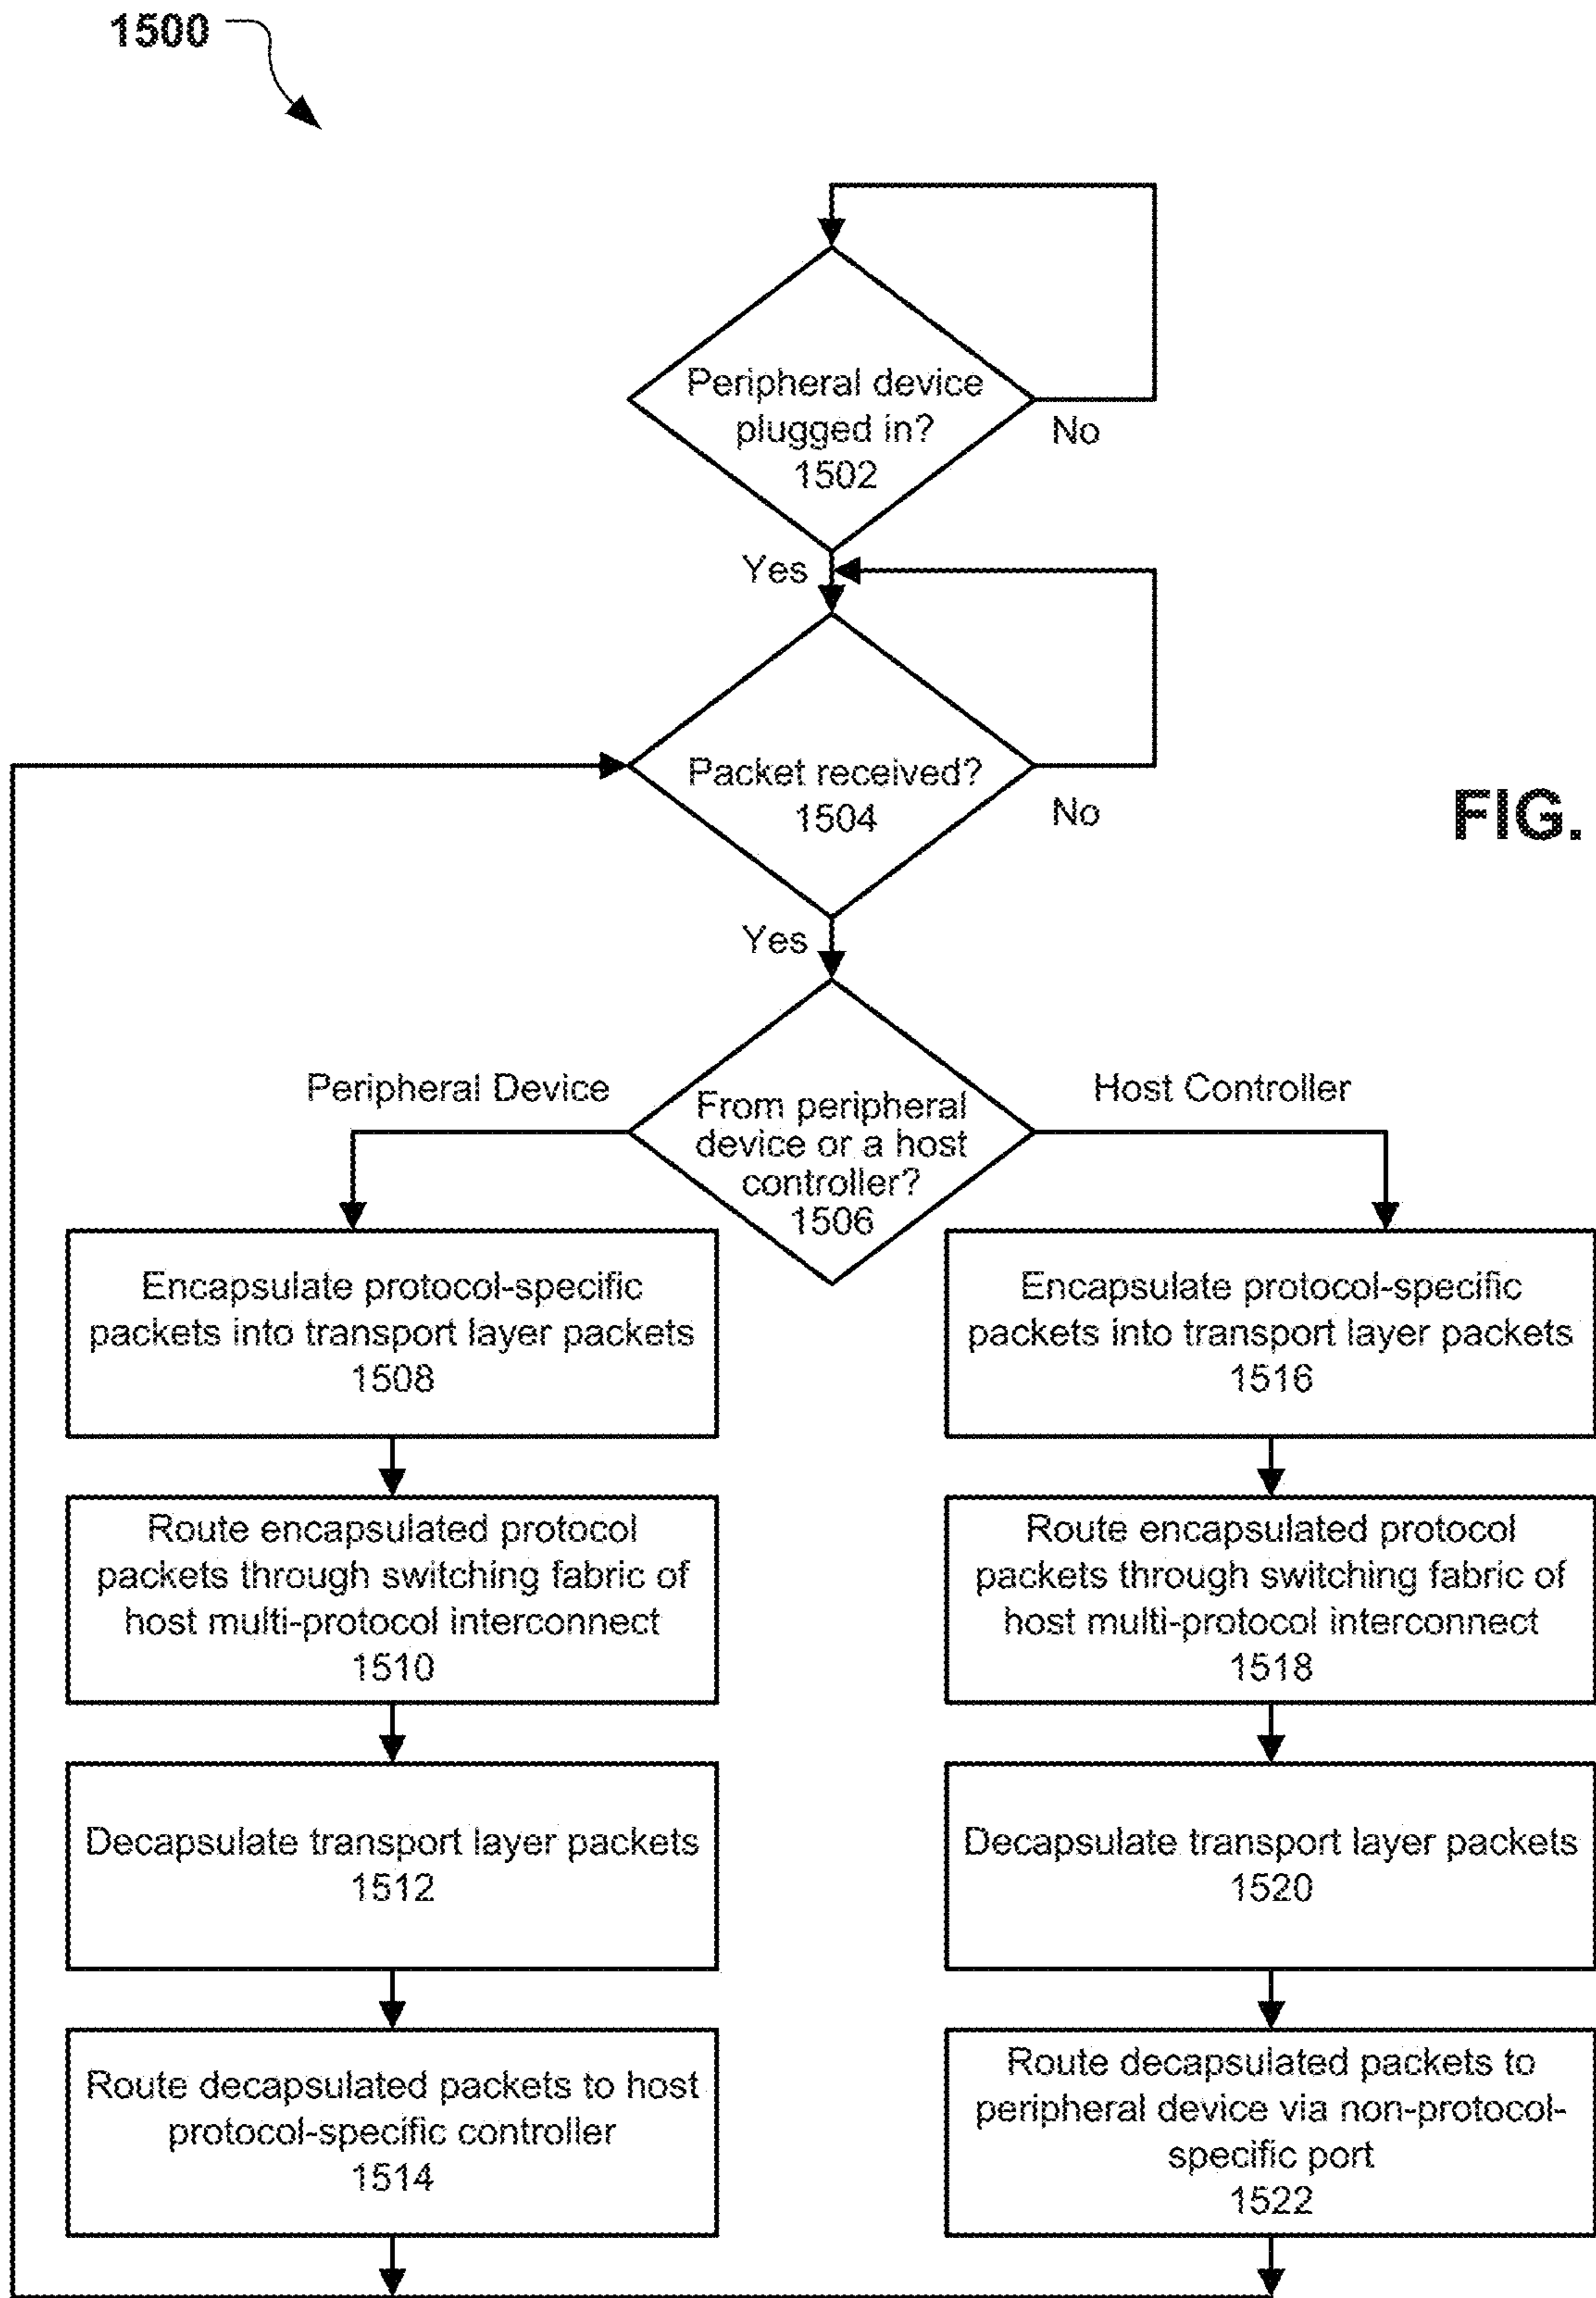 1500
Peripheral device
plugged in?
1502
No
Yes
Packet received?
1504
No
FIG.
Yes
Peripheral Device
Host Controller
From peripheral
device or a host
controller?
1506
Encapsulate protocol-specific
packets into transport layer packets
1508
Encapsulate protocol-specific
packets into transport layer packets
1516
Route encapsulated protocol
packets through switching fabric of
host multi-protocol interconnect
1510
Route encapsulated protocol
packets through switching fabric of
host multi-protocol interconnect
1518
Decapsulate transport layer packets
1512
Decapsulate transport layer packets
1520
Route decapsulated packets to host
protocol-specific controller
1514
Route decapsulated packets to
peripheral device via non-protocol-
specific port
1522